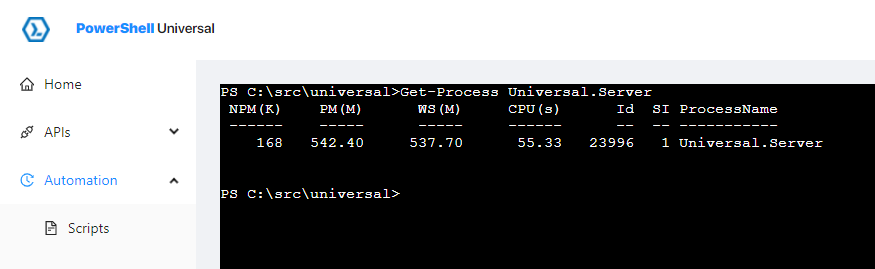 PowerShell Universal
Home
APIs
Automation
Scripts
PS C:\src\universal>Get-Process Universal.Server
NPM(K) PM(M) WS(M) CPU(s) Id SI ProcessName
------ ----- ----- ------ -- -- -----------
168 542.40 537.70 55.33 23996 1 Universal.Server
PS C:\src\universal>